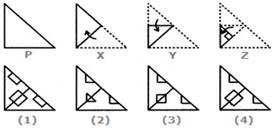 P X Y Z
(1) (2) (3) (4)